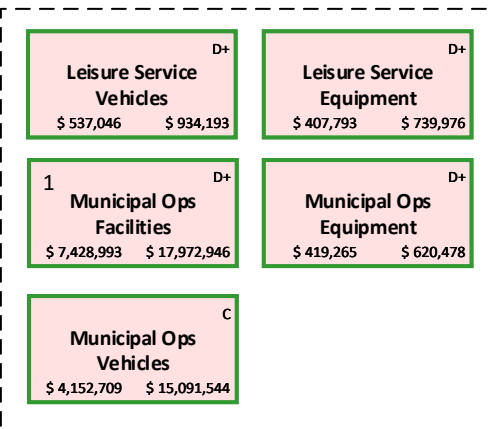 D+
Leisure Service
Vehicles
$ 537,046 $ 934,193
D+
Leisure Service
Equipment
$ 407,793 $ 739,976
1
D+
Municipal Ops
Facilities
$ 7,428,993 $ 17,972,946
D+
Municipal Ops
Equipment
$ 419,265 $ 620,478
C
Municipal Ops
Vehicles
$ 4,152,709 $ 15,091,544